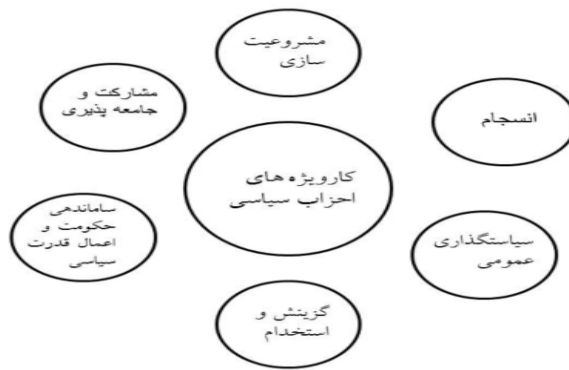 مشروعیت
سازی
مشارکت و
جامعه پذیری
انسجام
کارویژه های
احزاب سیاسی
ساماندهی
حکومت و
اعمال قدرت
سیاسی
سیاستگذاری
عمومی
گزینش و
استخدام